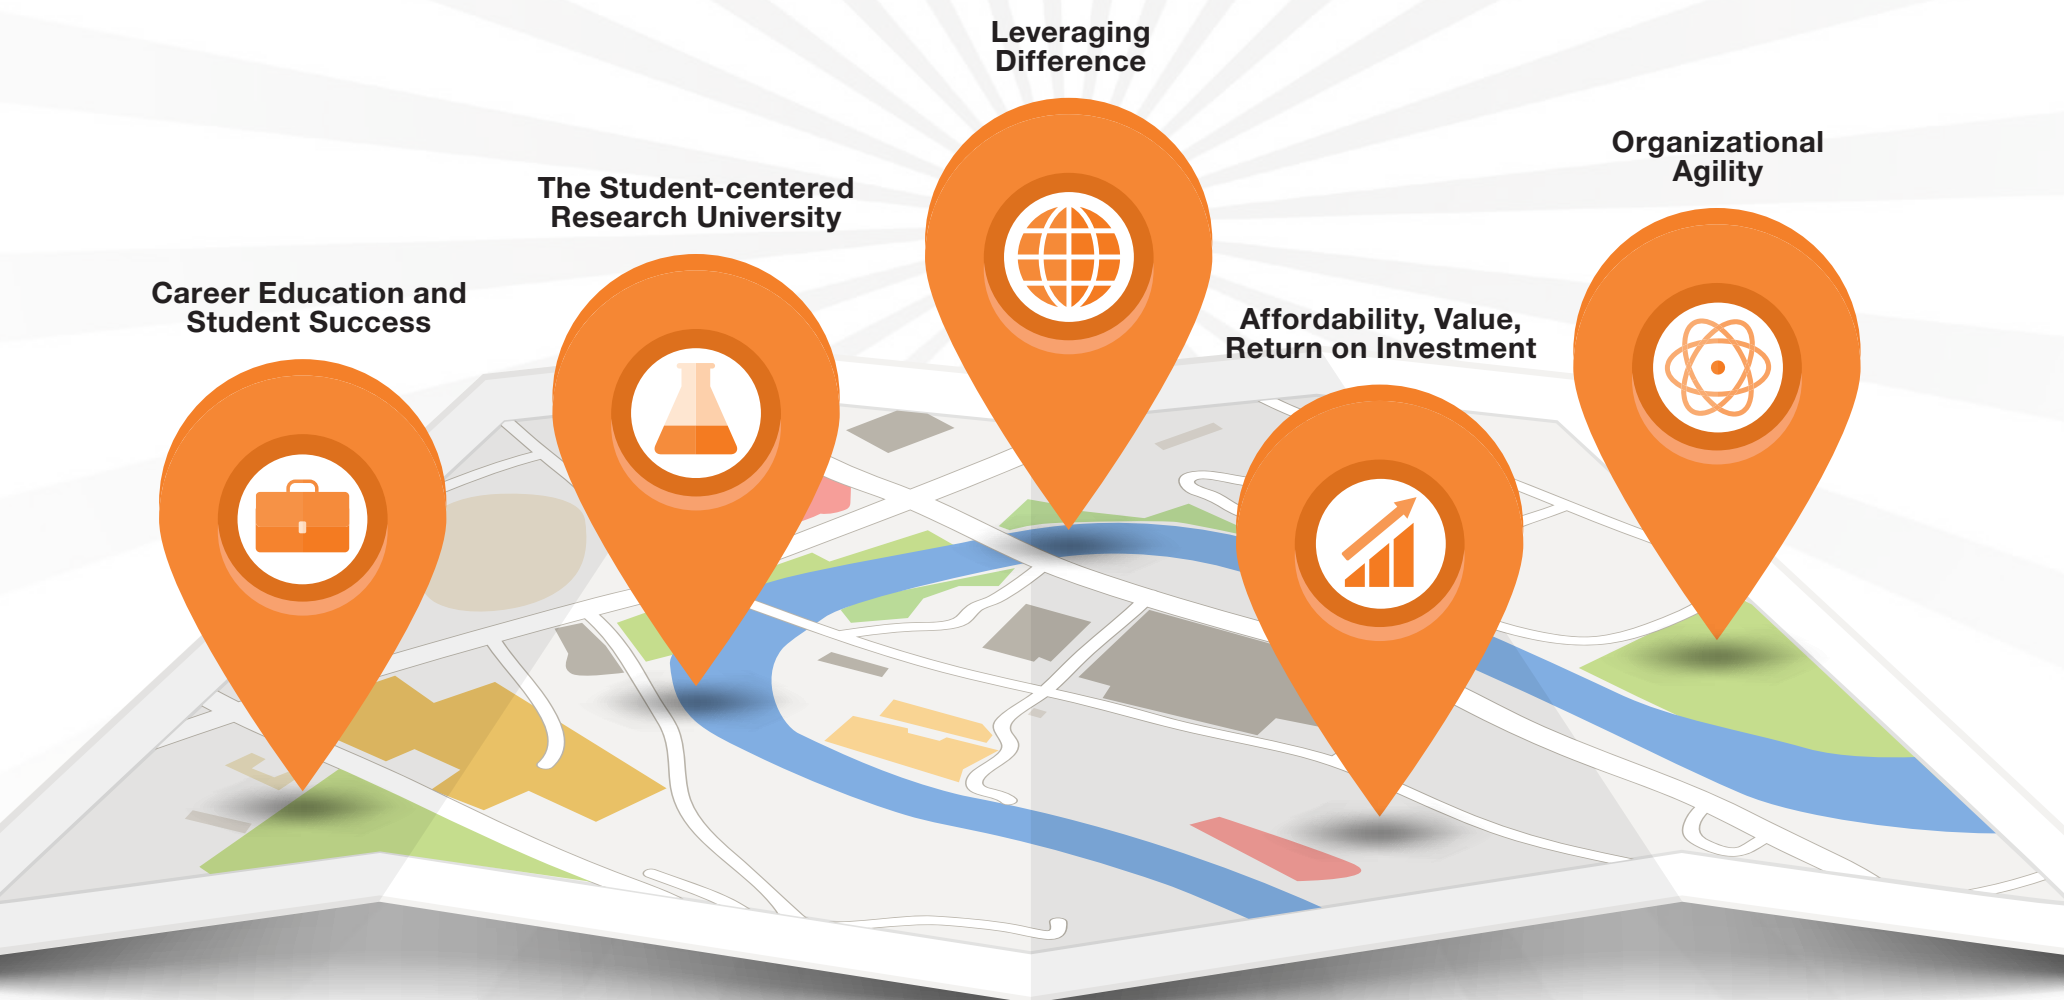 Career Education and
Student Success
The Student-centered
Research University
Leveraging
Difference
Affordability, Value,
Return on Investment
Organizational
Agility